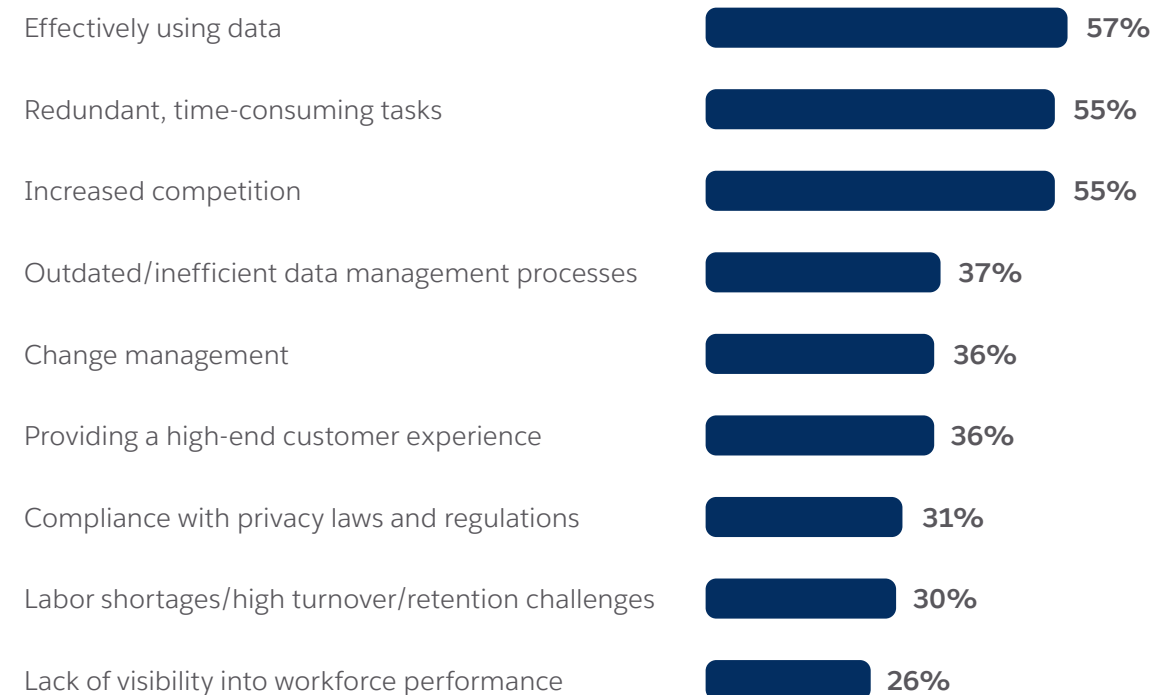 Effectively using data 57%
Redundant, time-consuming tasks 55%
Increased competition 55%
Outdated/inefficient data management processes 37%
Change management 36%
Providing a high-end customer experience 36%
Compliance with privacy laws and regulations 31%
Labor shortages/high turnover/retention challenges 30%
Lack of visibility into workforce performance 26%